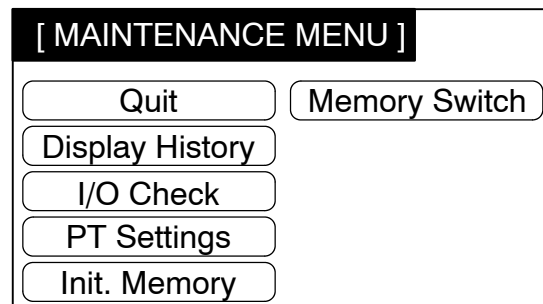 [ MAINTENANCE MENU ]
Quit Memory Switch
Display History
I/O Check
PT Settings
Init. Memory